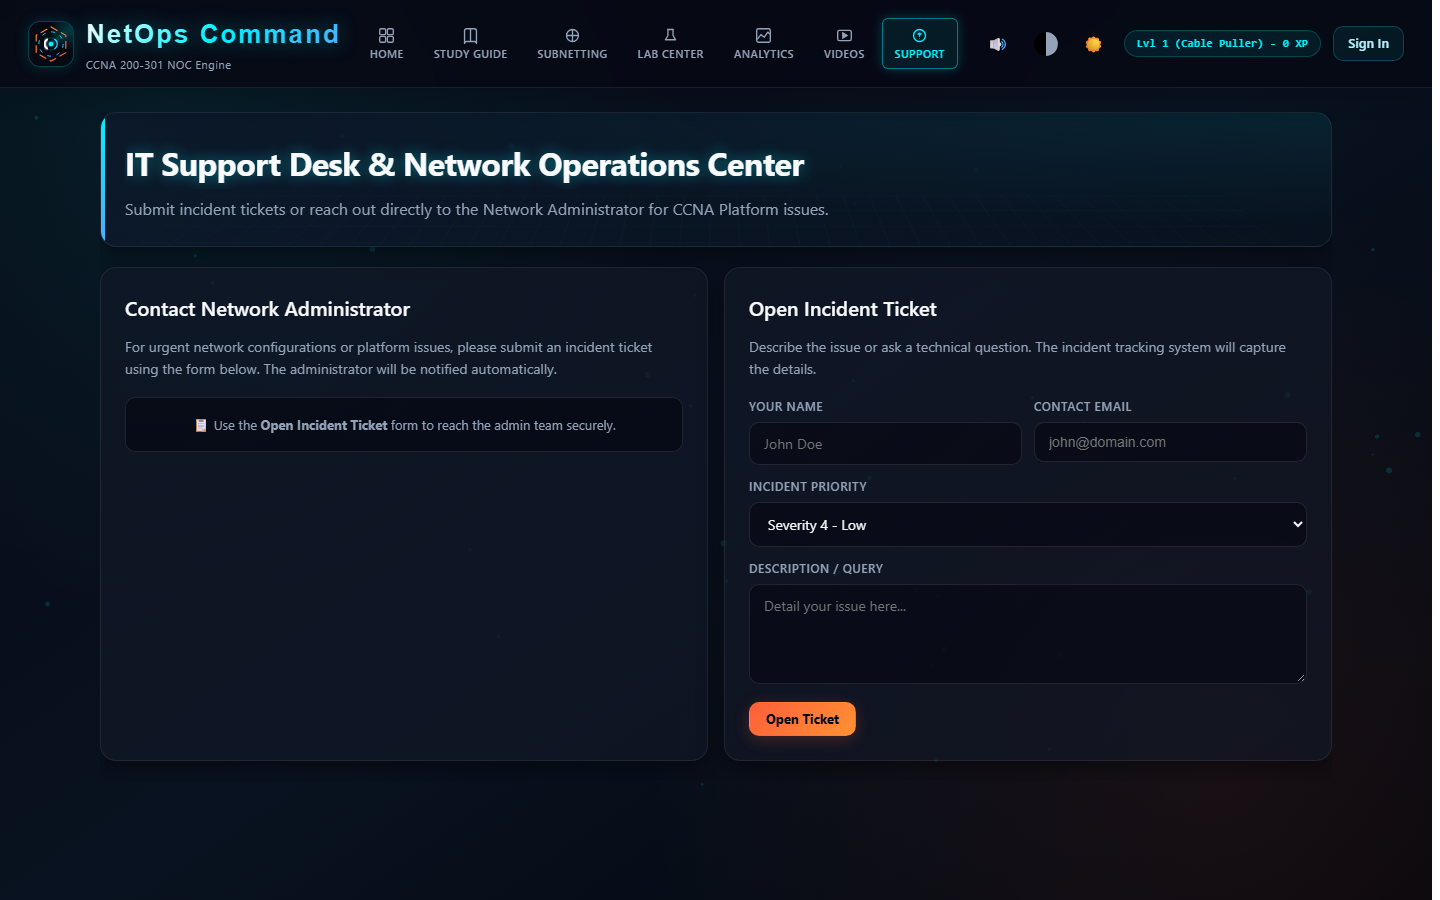 NetOps Command
CCNA 200-301 NOC Engine
HOME
STUDY GUIDE
SUBNETTING
LAB CENTER
ANALYTICS
VIDEOS
SUPPORT
Lvl 1 (Cable Puller) - 0 XP
Sign In
IT Support Desk & Network Operations Center
Submit incident tickets or reach out directly to the Network Administrator for CCNA Platform issues.
Contact Network Administrator
For urgent network configurations or platform issues, please submit an incident ticket
using the form below. The administrator will be notified automatically.
Use the Open Incident Ticket form to reach the admin team securely.
Open Incident Ticket
Describe the issue or ask a technical question. The incident tracking system will capture
the details.
YOUR NAME
CONTACT EMAIL
John Doe
john@domain.com
INCIDENT PRIORITY
Severity 4 - Low
DESCRIPTION / QUERY
Detail your issue here...
Open Ticket